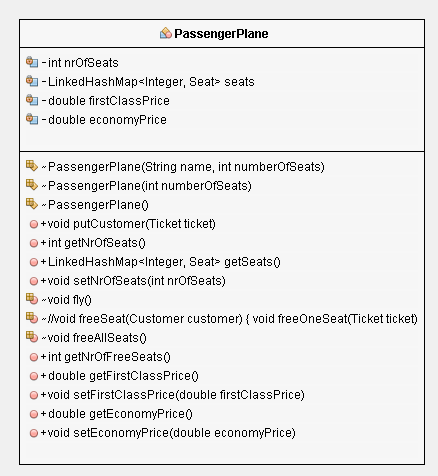 PassengerPlane
- int nrOfSeats
- LinkedHashMap<Integer, Seat> seats
- double firstClassPrice
- double economyPrice
~ PassengerPlane(String name, int numberOfSeats)
~ PassengerPlane(int numberOfSeats)
~ PassengerPlane()
+ void putCustomer(Ticket ticket)
+ int getNrOfSeats()
+ LinkedHashMap<Integer, Seat> getSeats()
+ void setNrOfSeats(int nrOfSeats)
~ void fly()
~ //void freeSeat(Customer customer) { void freeOneSeat(Ticket ticket)
~ void freeAllSeats()
+ int getNrOfFreeSeats()
+ double getFirstClassPrice()
+ void setFirstClassPrice(double firstClassPrice)
+ double getEconomyPrice()
+ void setEconomyPrice(double economyPrice)